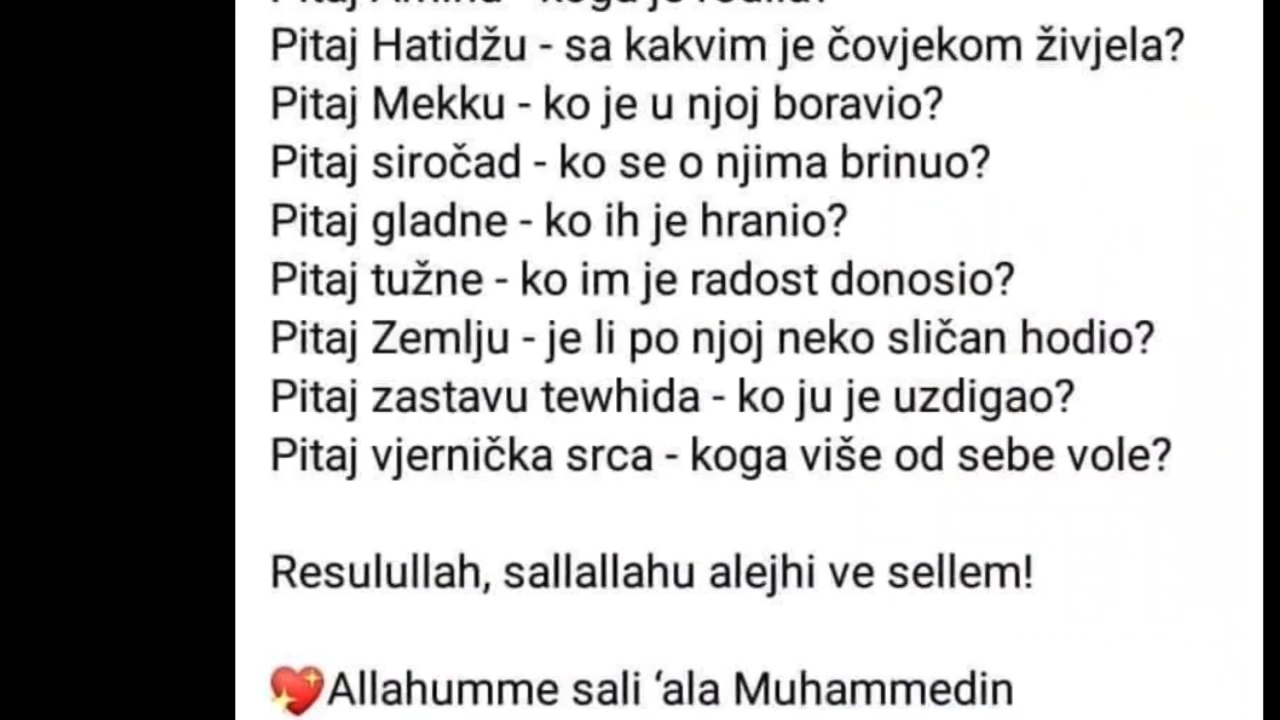 Pitaj Hatidžu - sa kakvim je čovjekom živjela?
Pitaj Mekku - ko je u njoj boravio?
Pitaj siročad - ko se o njima brinuo?
Pitaj gladne - ko ih je hranio?
Pitaj tužne - ko im je radost donosio?
Pitaj Zemlju - je li po njoj neko sličan hodio?
Pitaj zastavu tewhida - ko ju je uzdigao?
Pitaj vjernička srca - koga više od sebe vole?
Resulullah, sallallahu alejhi ve sellem!
💖Allahumme sali ‘ala Muhammedin